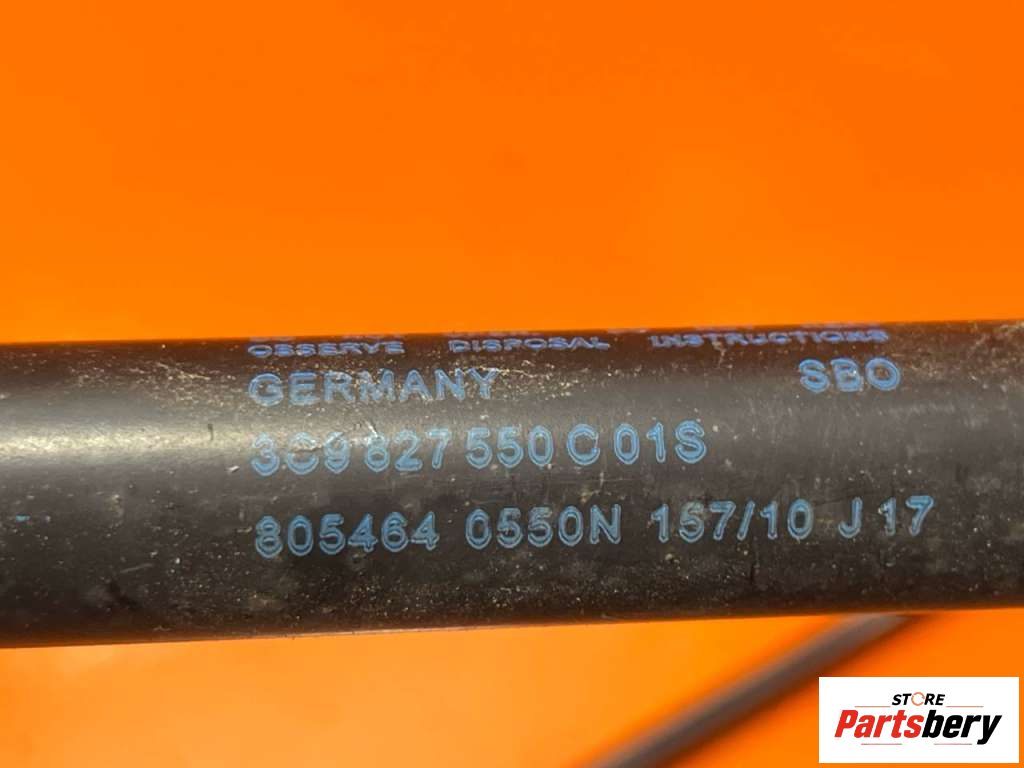 OBSERVE DISPOSAL INSTRUCTIONS
GERMANY SBO
3C9 827 550 C 01S
805464 0550N 157/10 J 17
STORE
Partsbery